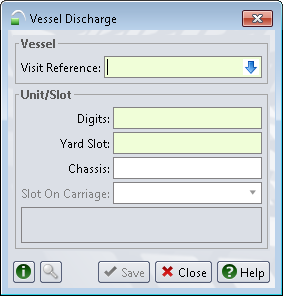 Vessel Discharge
Vessel
Visit Reference:
Unit/Slot
Digits:
Yard Slot:
Chassis:
Slot On Carriage:
Save Close Help